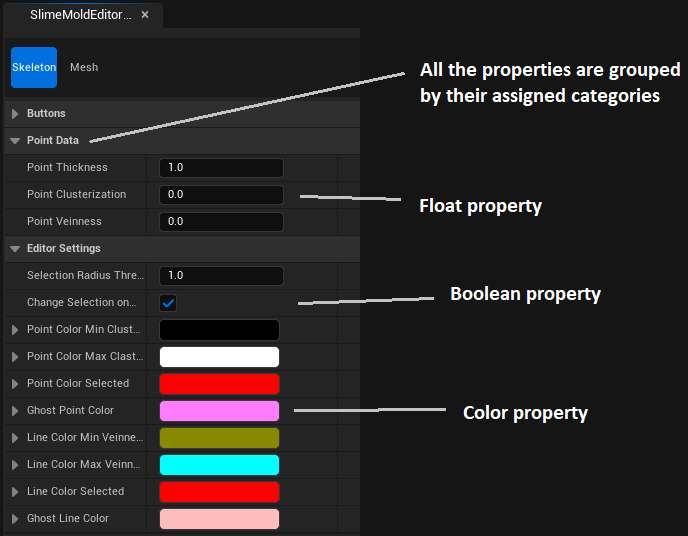 SlimeMoldEditor...
Skeleton Mesh
Buttons
Point Data
Point Thickness 1.0
Point Clusterization 0.0
Point Veinness 0.0
Editor Settings
Selection Radius Thre... 1.0
Change Selection on...
Point Color Min Clust...
Point Color Max Clast...
Point Color Selected
Ghost Point Color
Line Color Min Veinne...
Line Color Max Veinn...
Line Color Selected
Ghost Line Color
All the properties are grouped
by their assigned categories
Float property
Boolean property
Color property